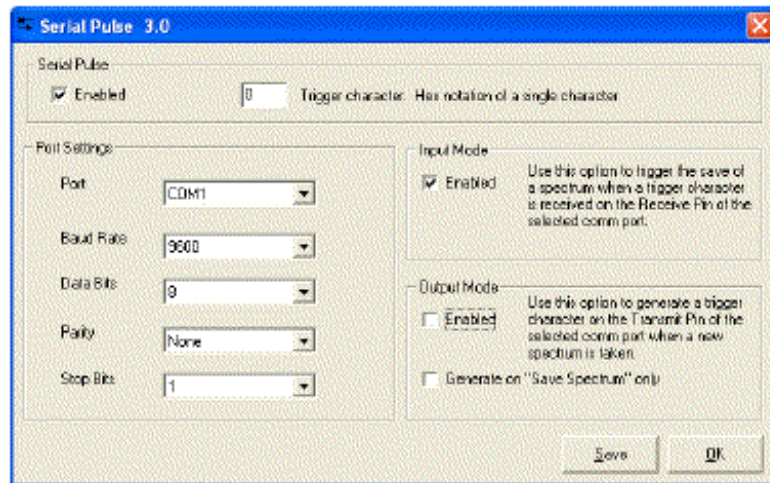 Serial Pulse 3.0
Serial Pulse
Enabled
0 Trigger character. Hex notation of a single character
Port Settings
Port
COM1
Baud Rate
9600
Data Bits
8
Parity
None
Stop Bits
1
Input Mode
Enabled
Use this option to trigger the save of
a spectrum when a trigger character
is received on the Receive Pin of the
selected comm port.
Output Mode
Enabled
Use this option to generate a trigger
character on the Transmit Pin of the
selected comm port when a new
spectrum is taken.
Generate on "Save Spectrum" only
Save
OK